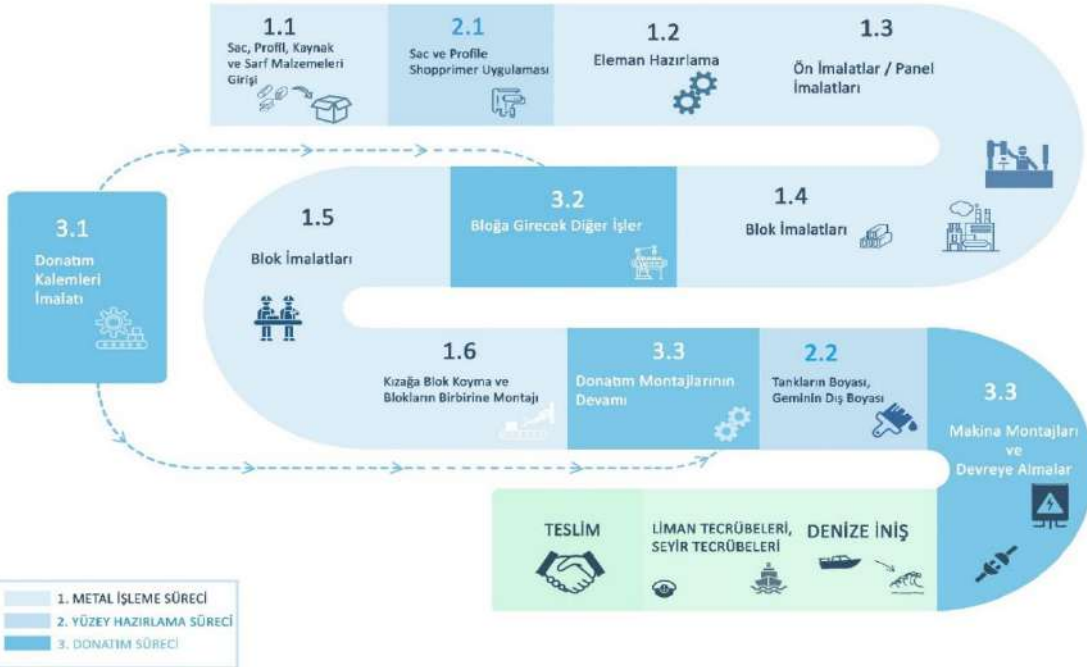 1.1
Sac, Profil, Kaynak
ve Sarf Malzemeleri
Girişi
2.1
Sac ve Profile
Shopprimer Uygulaması
1.2
Eleman Hazırlama
1.3
Ön İmalatlar / Panel
İmalatları
3.1
Donatım
Kalemleri
İmalatı
1.5
Blok İmalatları
3.2
Bloğa Girecek Diğer İşler
1.4
Blok İmalatları
1.6
Kızağa Blok Koyma ve
Blokların Birbirine Montajı
3.3
Donatım Montajlarının
Devamı
2.2
Tankların Boyası,
Geminin Dış Boyası
3.3
Makina Montajları
ve
Devreye Almalar
TESLİM
LİMAN TECRÜBELERİ,
SEYİR TECRÜBELERİ
DENİZE İNİŞ
1. METAL İŞLEME SÜRECİ
2. YÜZEY HAZIRLAMA SÜRECİ
3. DONATIM SÜRECİ